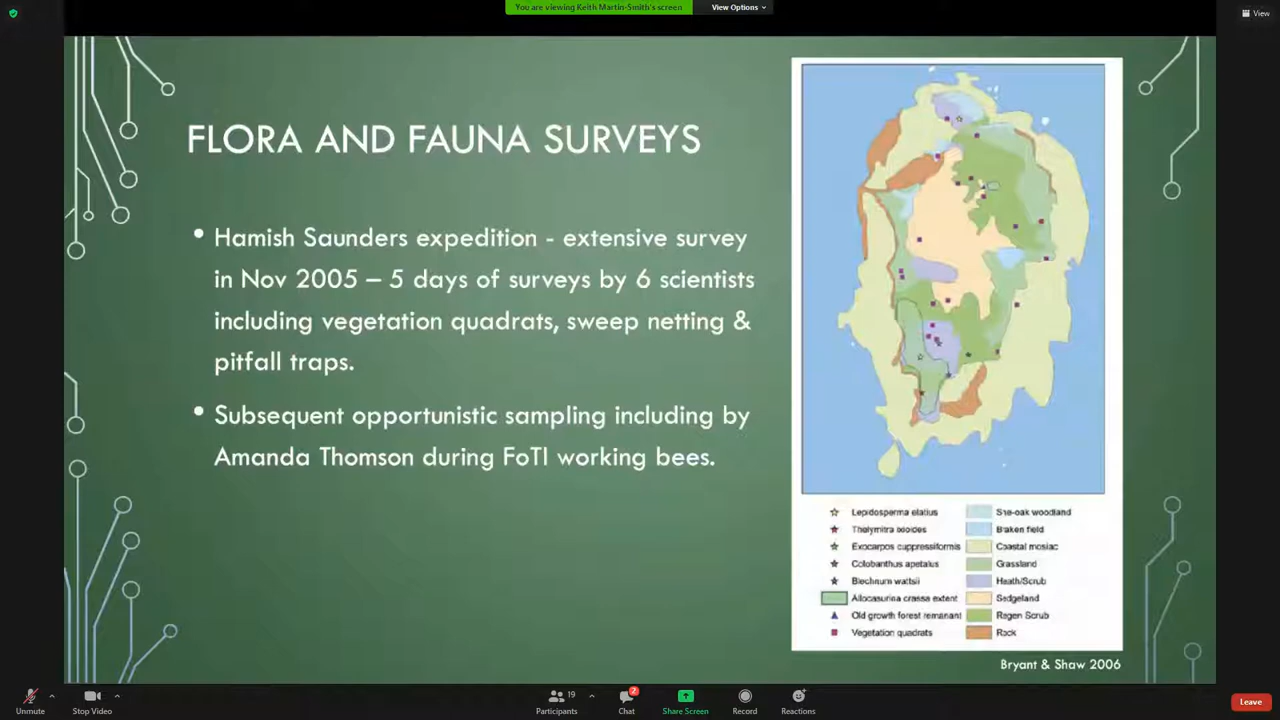 You are viewing Keith Martin-Smith's screen
View Options
View
FLORA AND FAUNA SURVEYS
• Hamish Saunders expedition - extensive survey
in Nov 2005 – 5 days of surveys by 6 scientists
including vegetation quadrats, sweep netting &
pitfall traps.
• Subsequent opportunistic sampling including by
Amanda Thomson during FoTI working bees.
Lepidosperma elatius
Thelymitra ixioides
Exocarpos cuppressiformis
Colobanthus apetalus
Blechnum wattsii
Allocasurina crassa extent
Old growth forest remanant
Vegetation quadrats
She-oak woodland
Braken field
Coastal mosiac
Grassland
Heath/Scrub
Sedgeland
Regen Scrub
Rock
Bryant & Shaw 2006
Unmute
Stop Video
19
Participants
2
Chat
Share Screen
Record
Reactions
Leave